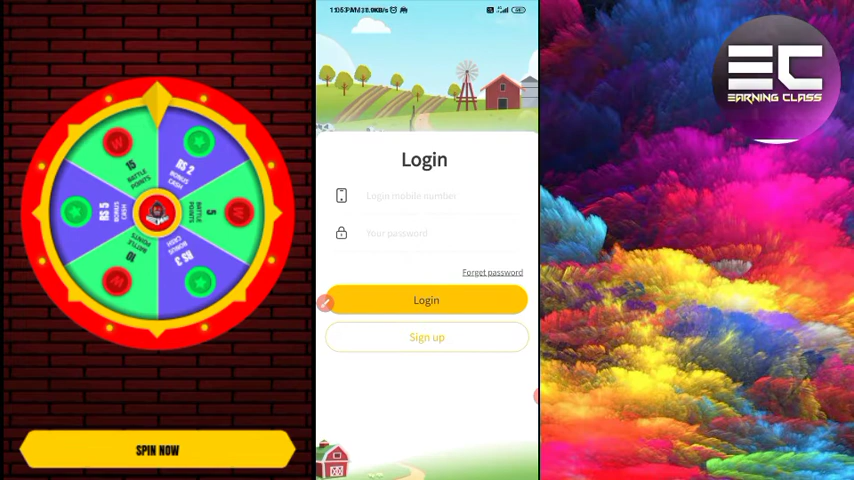 15
BATTLE
POINTS
RS 2
BONUS
CASH
5
BATTLE
POINTS
RS 3
BONUS
CASH
10
BATTLE
POINTS
RS 5
BONUS
CASH
SPIN NOW
Login
Login mobile number
Your password
Forget password
Login
Sign up
EC
EARNING CLASS